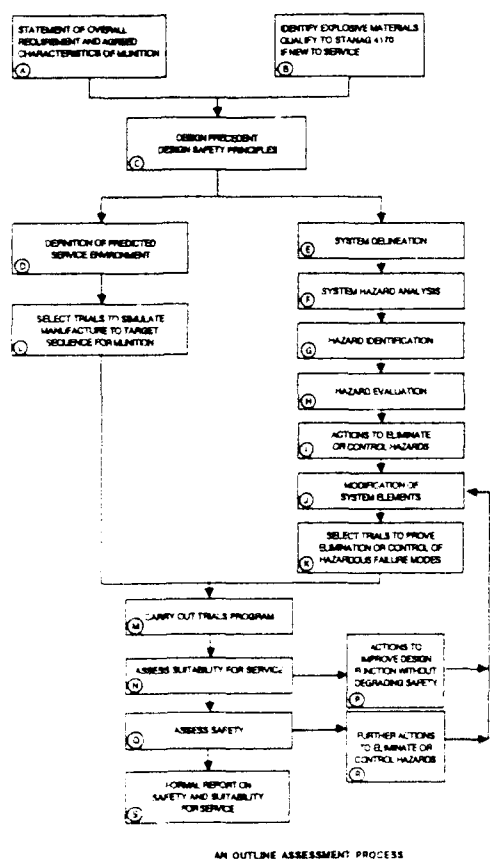 STATEMENT OF OVERALL
REQUIREMENT AND AGREED
CHARACTERISTICS OF MUNITION
A
IDENTIFY EXPLOSIVE MATERIALS
QUALIFY TO STANAG 4170
IF NEW TO SERVICE
B
DESIGN PRECEDENT
DESIGN SAFETY PRINCIPLES
C
DEFINITION OF PREDICTED
SERVICE ENVIRONMENT
D
SYSTEM DELINEATION
E
SELECT TRIALS TO SIMULATE
MANUFACTURE TO TARGET
SEQUENCE FOR MUNITION
L
SYSTEM HAZARD ANALYSIS
F
HAZARD IDENTIFICATION
G
HAZARD EVALUATION
H
ACTIONS TO ELIMINATE
OR CONTROL HAZARDS
I
MODIFICATION OF
SYSTEM ELEMENTS
J
SELECT TRIALS TO PROVE
ELIMINATION OR CONTROL OF
HAZARDOUS FAILURE MODES
K
CARRY OUT TRIALS PROGRAM
M
ASSESS SUITABILITY FOR SERVICE
N
ACTIONS TO
IMPROVE DESIGN
FUNCTION WITHOUT
DEGRADING SAFETY
P
ASSESS SAFETY
FURTHER ACTIONS
TO ELIMINATE OR
CONTROL HAZARDS
R
FORMAL REPORT ON
SAFETY AND SUITABILITY
FOR SERVICE
S
AN OUTLINE ASSESSMENT PROCESS